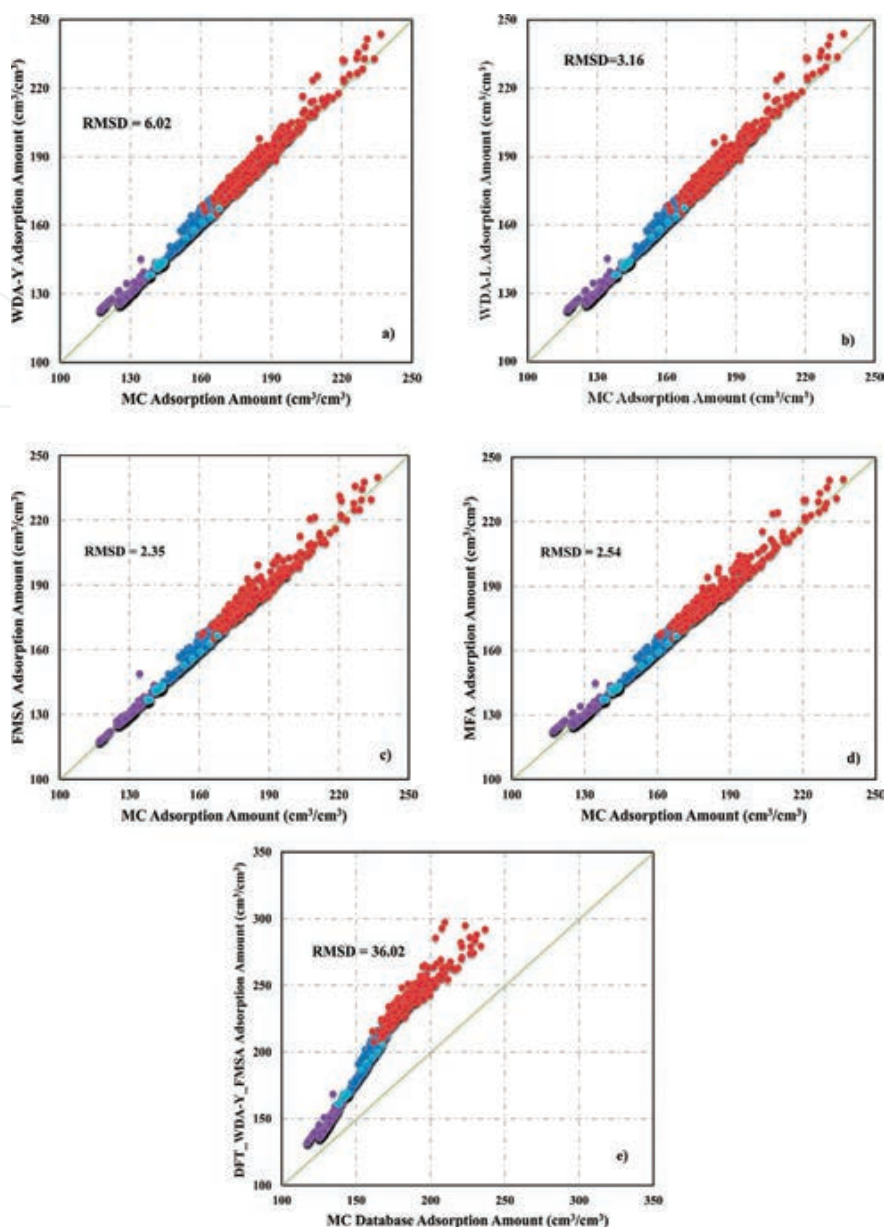 250
220
190
160
130
100
WDA-Y Adsorption Amount (cm³/cm³)
RMSD = 6.02
a)
100 130 160 190 220 250
MC Adsorption Amount (cm³/cm³)
250
220
190
160
130
100
WDA-L Adsorption Amount (cm³/cm³)
RMSD=3.16
b)
100 130 160 190 220 250
MC Adsorption Amount (cm³/cm³)
250
220
190
160
130
100
FMSA Adsorption Amount (cm³/cm³)
RMSD = 2.35
c)
100 130 160 190 220 250
MC Adsorption Amount (cm³/cm³)
250
220
190
160
130
100
MFA Adsorption Amount (cm³/cm³)
RMSD = 2.54
d)
100 130 160 190 220 250
MC Adsorption Amount (cm³/cm³)
350
300
250
200
150
100
DFT_WDA-Y_FMSA Adsorption Amount (cm³/cm³)
RMSD = 36.02
e)
100 150 200 250 300 350
MC Database Adsorption Amount (cm³/cm³)